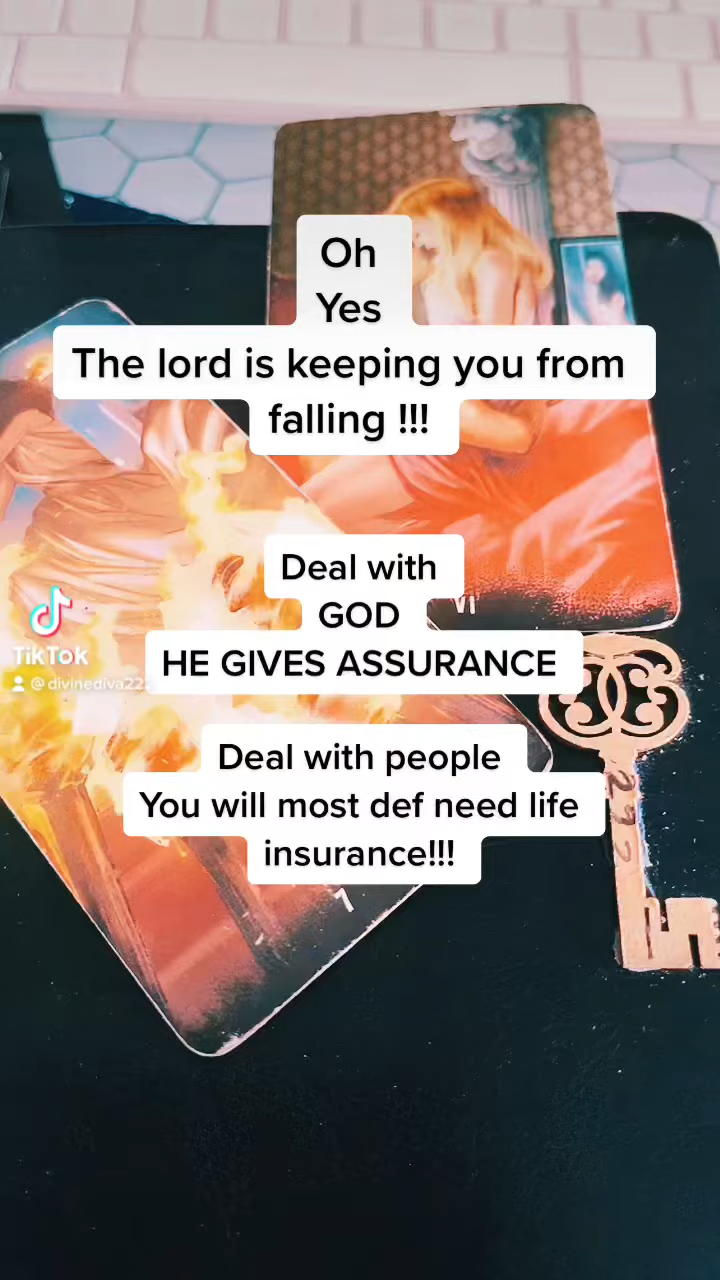 Oh
Yes
The lord is keeping you from
falling !!!
Deal with
GOD
VI
HE GIVES ASSURANCE
TikTok
@divinediva222
Deal with people
You will most def need life
insurance!!!